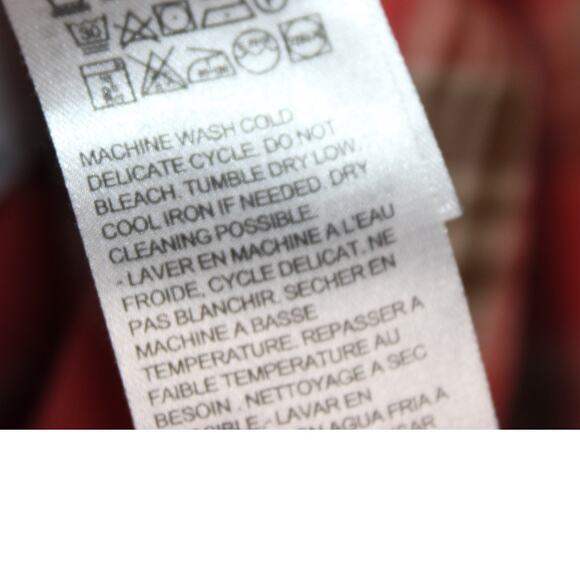 30
MACHINE WASH COLD
DELICATE CYCLE. DO NOT
BLEACH. TUMBLE DRY LOW.
COOL IRON IF NEEDED. DRY
CLEANING POSSIBLE.
- LAVER EN MACHINE A L'EAU
FROIDE, CYCLE DELICAT. NE
PAS BLANCHIR. SECHER EN
MACHINE A BASSE
TEMPERATURE. REPASSER A
FAIBLE TEMPERATURE AU
BESOIN . NETTOYAGE A SEC
- LAVAR EN
AGUA FRIA A